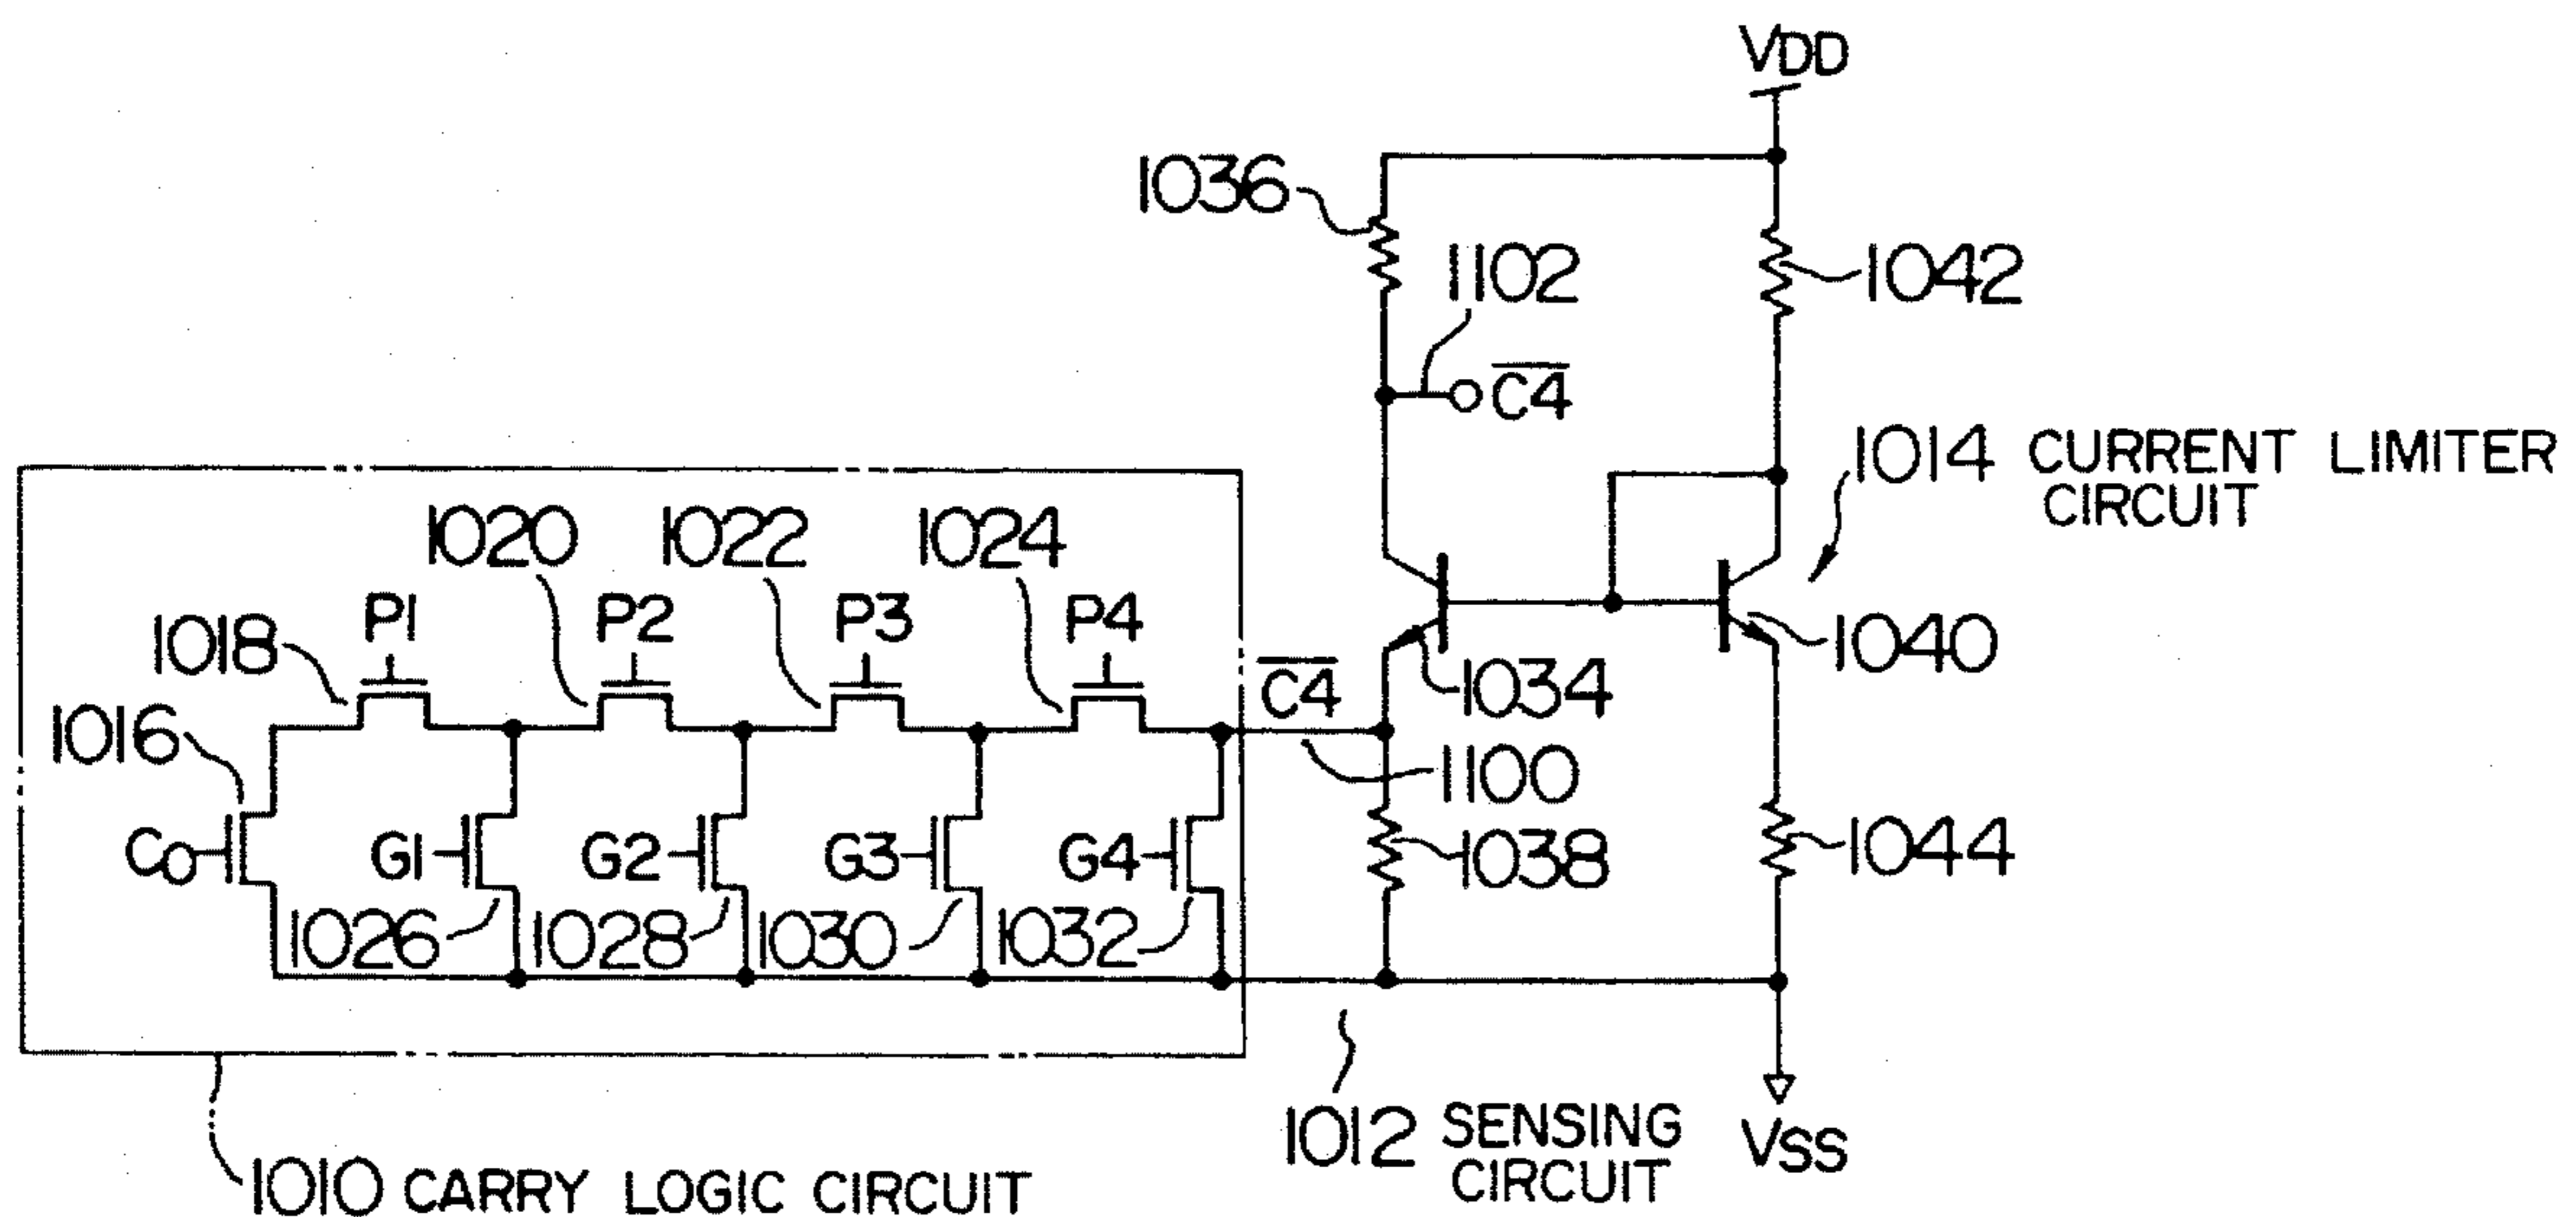 VDD
1036
1102
1042
C̅4̅
1014 CURRENT LIMITER
CIRCUIT
1020
1022
1024
P1
P2
P3
P4
1018
1040
C̅4̅
1034
1016
1100
C0
G1
G2
G3
G4
1038
1044
1026
1028
1030
1032
1012 SENSING
CIRCUIT
VSS
1010 CARRY LOGIC CIRCUIT